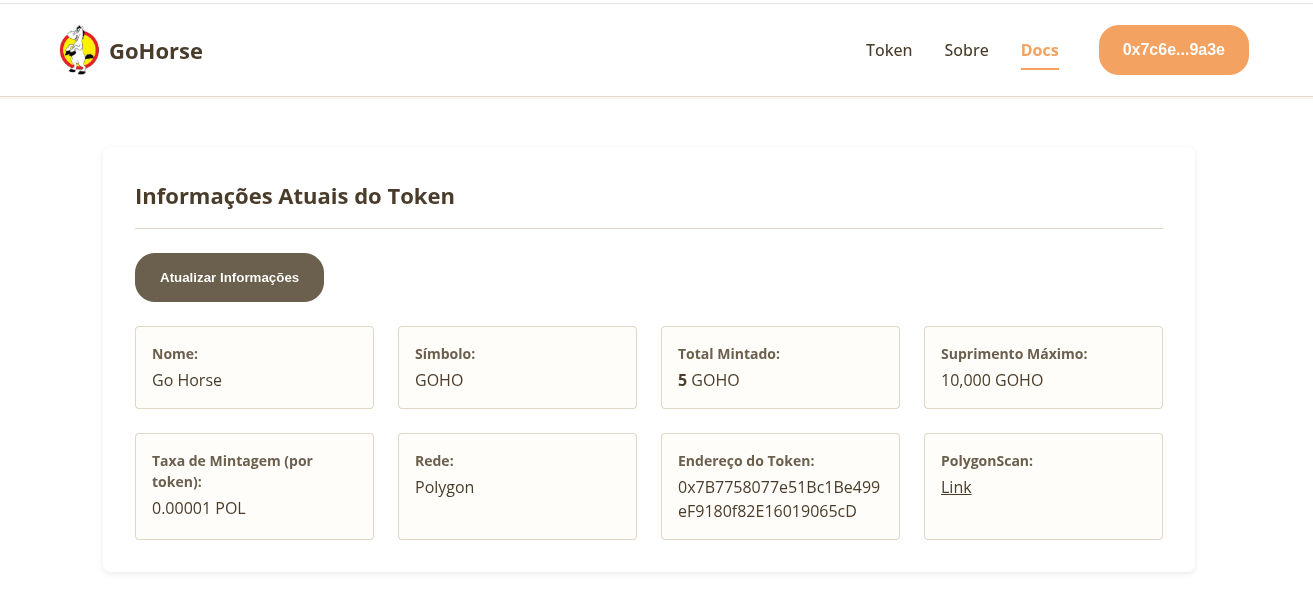 GoHorse
Token Sobre Docs 0x7c6e...9a3e
Informações Atuais do Token
Atualizar Informações
Nome:
Go Horse
Símbolo:
GOHO
Total Mintado:
5 GOHO
Suprimento Máximo:
10,000 GOHO
Taxa de Mintagem (por
token):
0.00001 POL
Rede:
Polygon
Endereço do Token:
0x7B7758077e51Bc1Be499
eF9180f82E16019065cD
PolygonScan:
Link